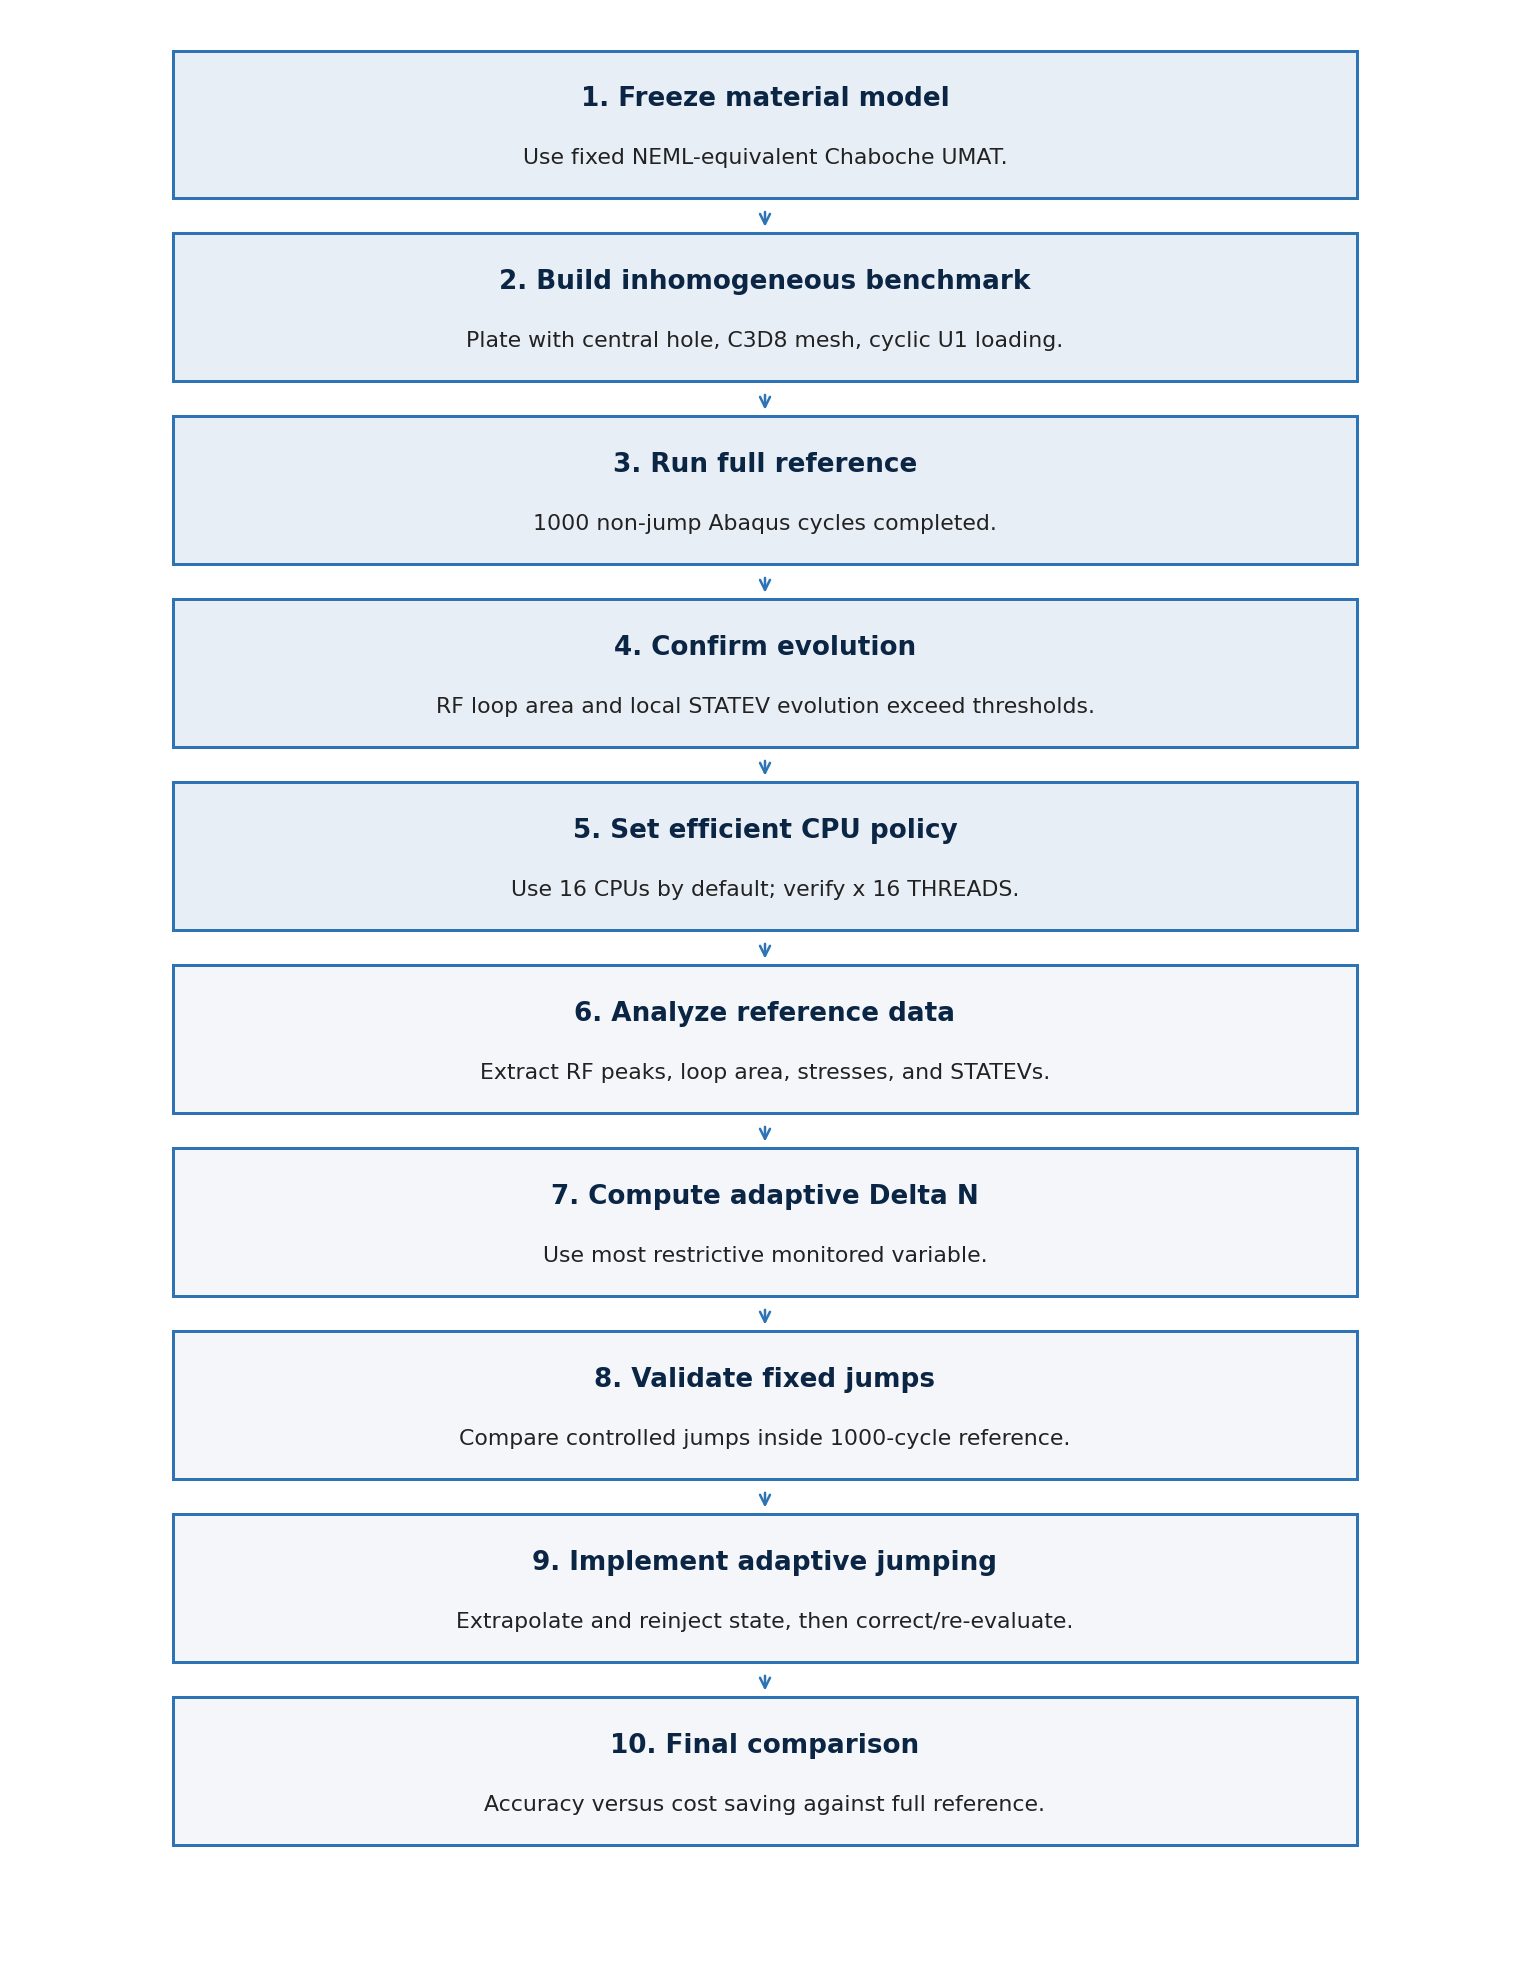 1. Freeze material model
Use fixed NEML-equivalent Chaboche UMAT.
2. Build inhomogeneous benchmark
Plate with central hole, C3D8 mesh, cyclic U1 loading.
3. Run full reference
1000 non-jump Abaqus cycles completed.
4. Confirm evolution
RF loop area and local STATEV evolution exceed thresholds.
5. Set efficient CPU policy
Use 16 CPUs by default; verify x 16 THREADS.
6. Analyze reference data
Extract RF peaks, loop area, stresses, and STATEVs.
7. Compute adaptive Delta N
Use most restrictive monitored variable.
8. Validate fixed jumps
Compare controlled jumps inside 1000-cycle reference.
9. Implement adaptive jumping
Extrapolate and reinject state, then correct/re-evaluate.
10. Final comparison
Accuracy versus cost saving against full reference.